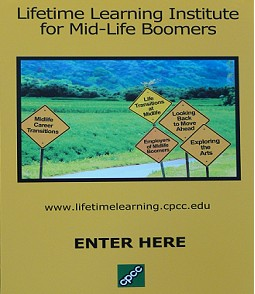 Lifetime Learning Institute
for Mid-Life Boomers
Midlife
Career
Transitions
Life
Transitions
at Midlife
Looking
Back to
Move
Ahead
Employers
of Midlife
Boomers
Exploring
the
Arts
www.lifetimelearning.cpcc.edu
ENTER HERE
cpcc